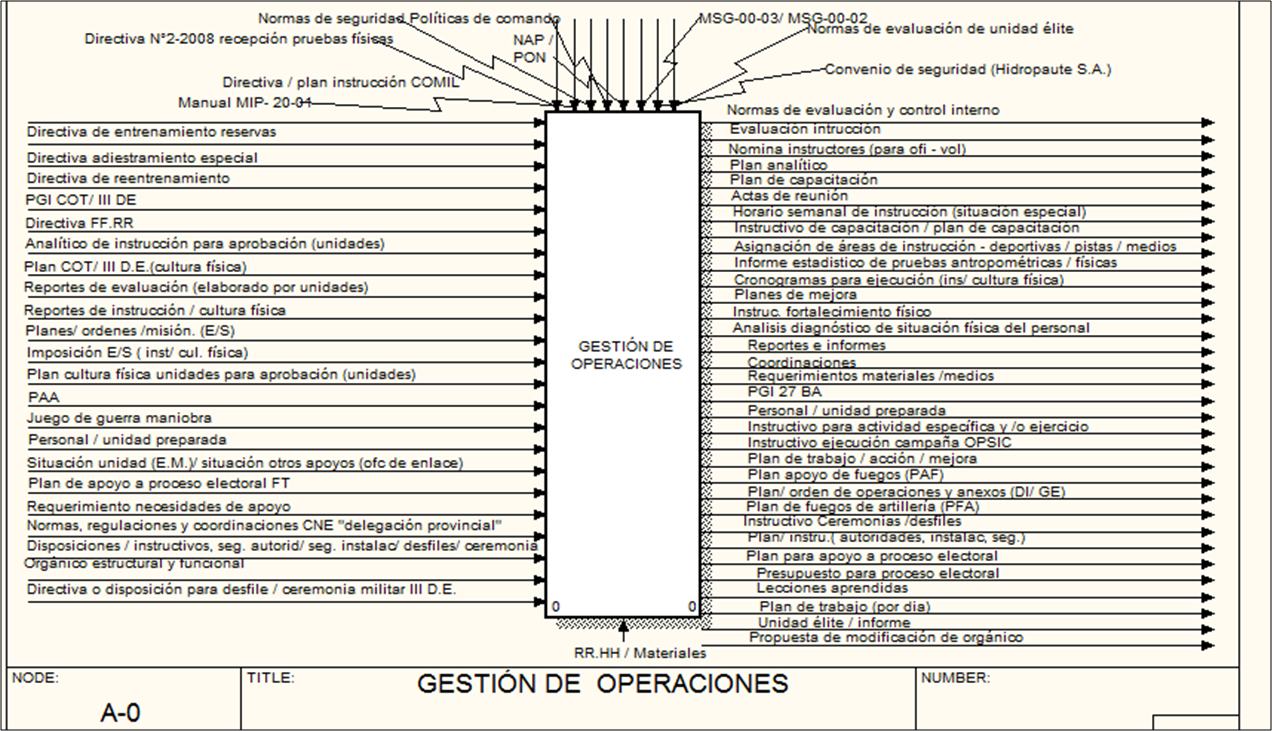 Normas de seguridad Políticas de comando
MSG-00-03/ MSG-00-02
Directiva N°2-2008 recepción pruebas físicas
NAP /
PON
Normas de evaluación de unidad élite
Directiva / plan instrucción COMIL
Convenio de seguridad (Hidropaute S.A.)
Manual MIP- 20-01
Directiva de entrenamiento reservas
Directiva adiestramiento especial
Directiva de reentrenamiento
PGI COT/ III DE
Directiva FF.RR
Analítico de instrucción para aprobación (unidades)
Plan COT/ III D.E.(cultura física)
Reportes de evaluación (elaborado por unidades)
Reportes de instrucción / cultura física
Planes/ ordenes /misión. (E/S)
Imposición E/S ( inst/ cul. física)
Plan cultura física unidades para aprobación (unidades)
PAA
Juego de guerra maniobra
Personal / unidad preparada
Situación unidad (E.M.)/ situación otros apoyos (ofc de enlace)
Plan de apoyo a proceso electoral FT
Requerimiento necesidades de apoyo
Normas, regulaciones y coordinaciones CNE "delegación provincial"
Disposiciones / instructivos, seg. autorid/ seg. instalac/ desfiles/ ceremonia
Orgánico estructural y funcional
Directiva o disposición para desfile / ceremonia militar III D.E.
GESTIÓN DE
OPERACIONES
0
0
Normas de evaluación y control interno
Evaluación intrucción
Nomina instructores (para ofi - vol)
Plan analítico
Plan de capacitación
Actas de reunión
Horario semanal de instrucción (situación especial)
Instructivo de capacitación / plan de capacitación
Asignación de áreas de instrucción - deportivas / pistas / medios
Informe estadistico de pruebas antropométricas / físicas
Cronogramas para ejecución (ins/ cultura física)
Planes de mejora
Instruc. fortalecimiento físico
Analisis diagnóstico de situación física del personal
Reportes e informes
Coordinaciones
Requerimientos materiales /medios
PGI 27 BA
Personal / unidad preparada
Instructivo para actividad específica y /o ejercicio
Instructivo ejecución campaña OPSIC
Plan de trabajo / acción / mejora
Plan apoyo de fuegos (PAF)
Plan/ orden de operaciones y anexos (DI/ GE)
Plan de fuegos de artillería (PFA)
Instructivo Ceremonias /desfiles
Plan/ instru.( autoridades, instalac, seg.)
Plan para apoyo a proceso electoral
Presupuesto para proceso electoral
Lecciones aprendidas
Plan de trabajo (por dia)
Unidad élite / informe
Propuesta de modificación de orgánico
RR.HH / Materiales
NODE:
A-0
TITLE:
GESTIÓN DE OPERACIONES
NUMBER: